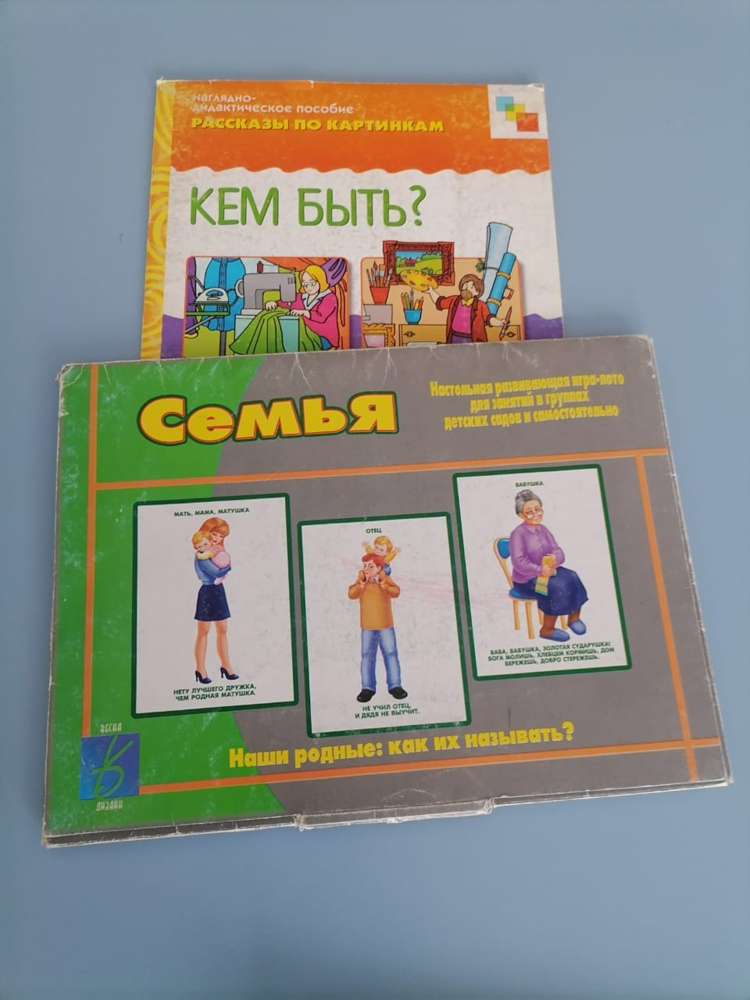 наглядно-
дидактическое пособие
РАССКАЗЫ ПО КАРТИНКАМ
КЕМ БЫТЬ?
Семья
Настольная развивающая игра-лото
для занятий в группах
детских садов и самостоятельно
МАТЬ, МАМА, МАТУШКА
НЕТУ ЛУЧШЕГО ДРУЖКА,
ЧЕМ РОДНАЯ МАТУШКА.
ОТЕЦ
НЕ УЧИЛ ОТЕЦ,
И ДЯДЯ НЕ ВЫУЧИТ.
БАБУШКА
БАБА, БАБУШКА, ЗОЛОТАЯ СУДАРУШКА!
БОГА МОЛИШЬ, ХЛЕБЦЕМ КОРМИШЬ, ДОМ
БЕРЕЖЕШЬ, ДОБРО СТЕРЕЖЕШЬ.
Наши родные: как их называть?
ВЕСНА
ДИЗАЙН